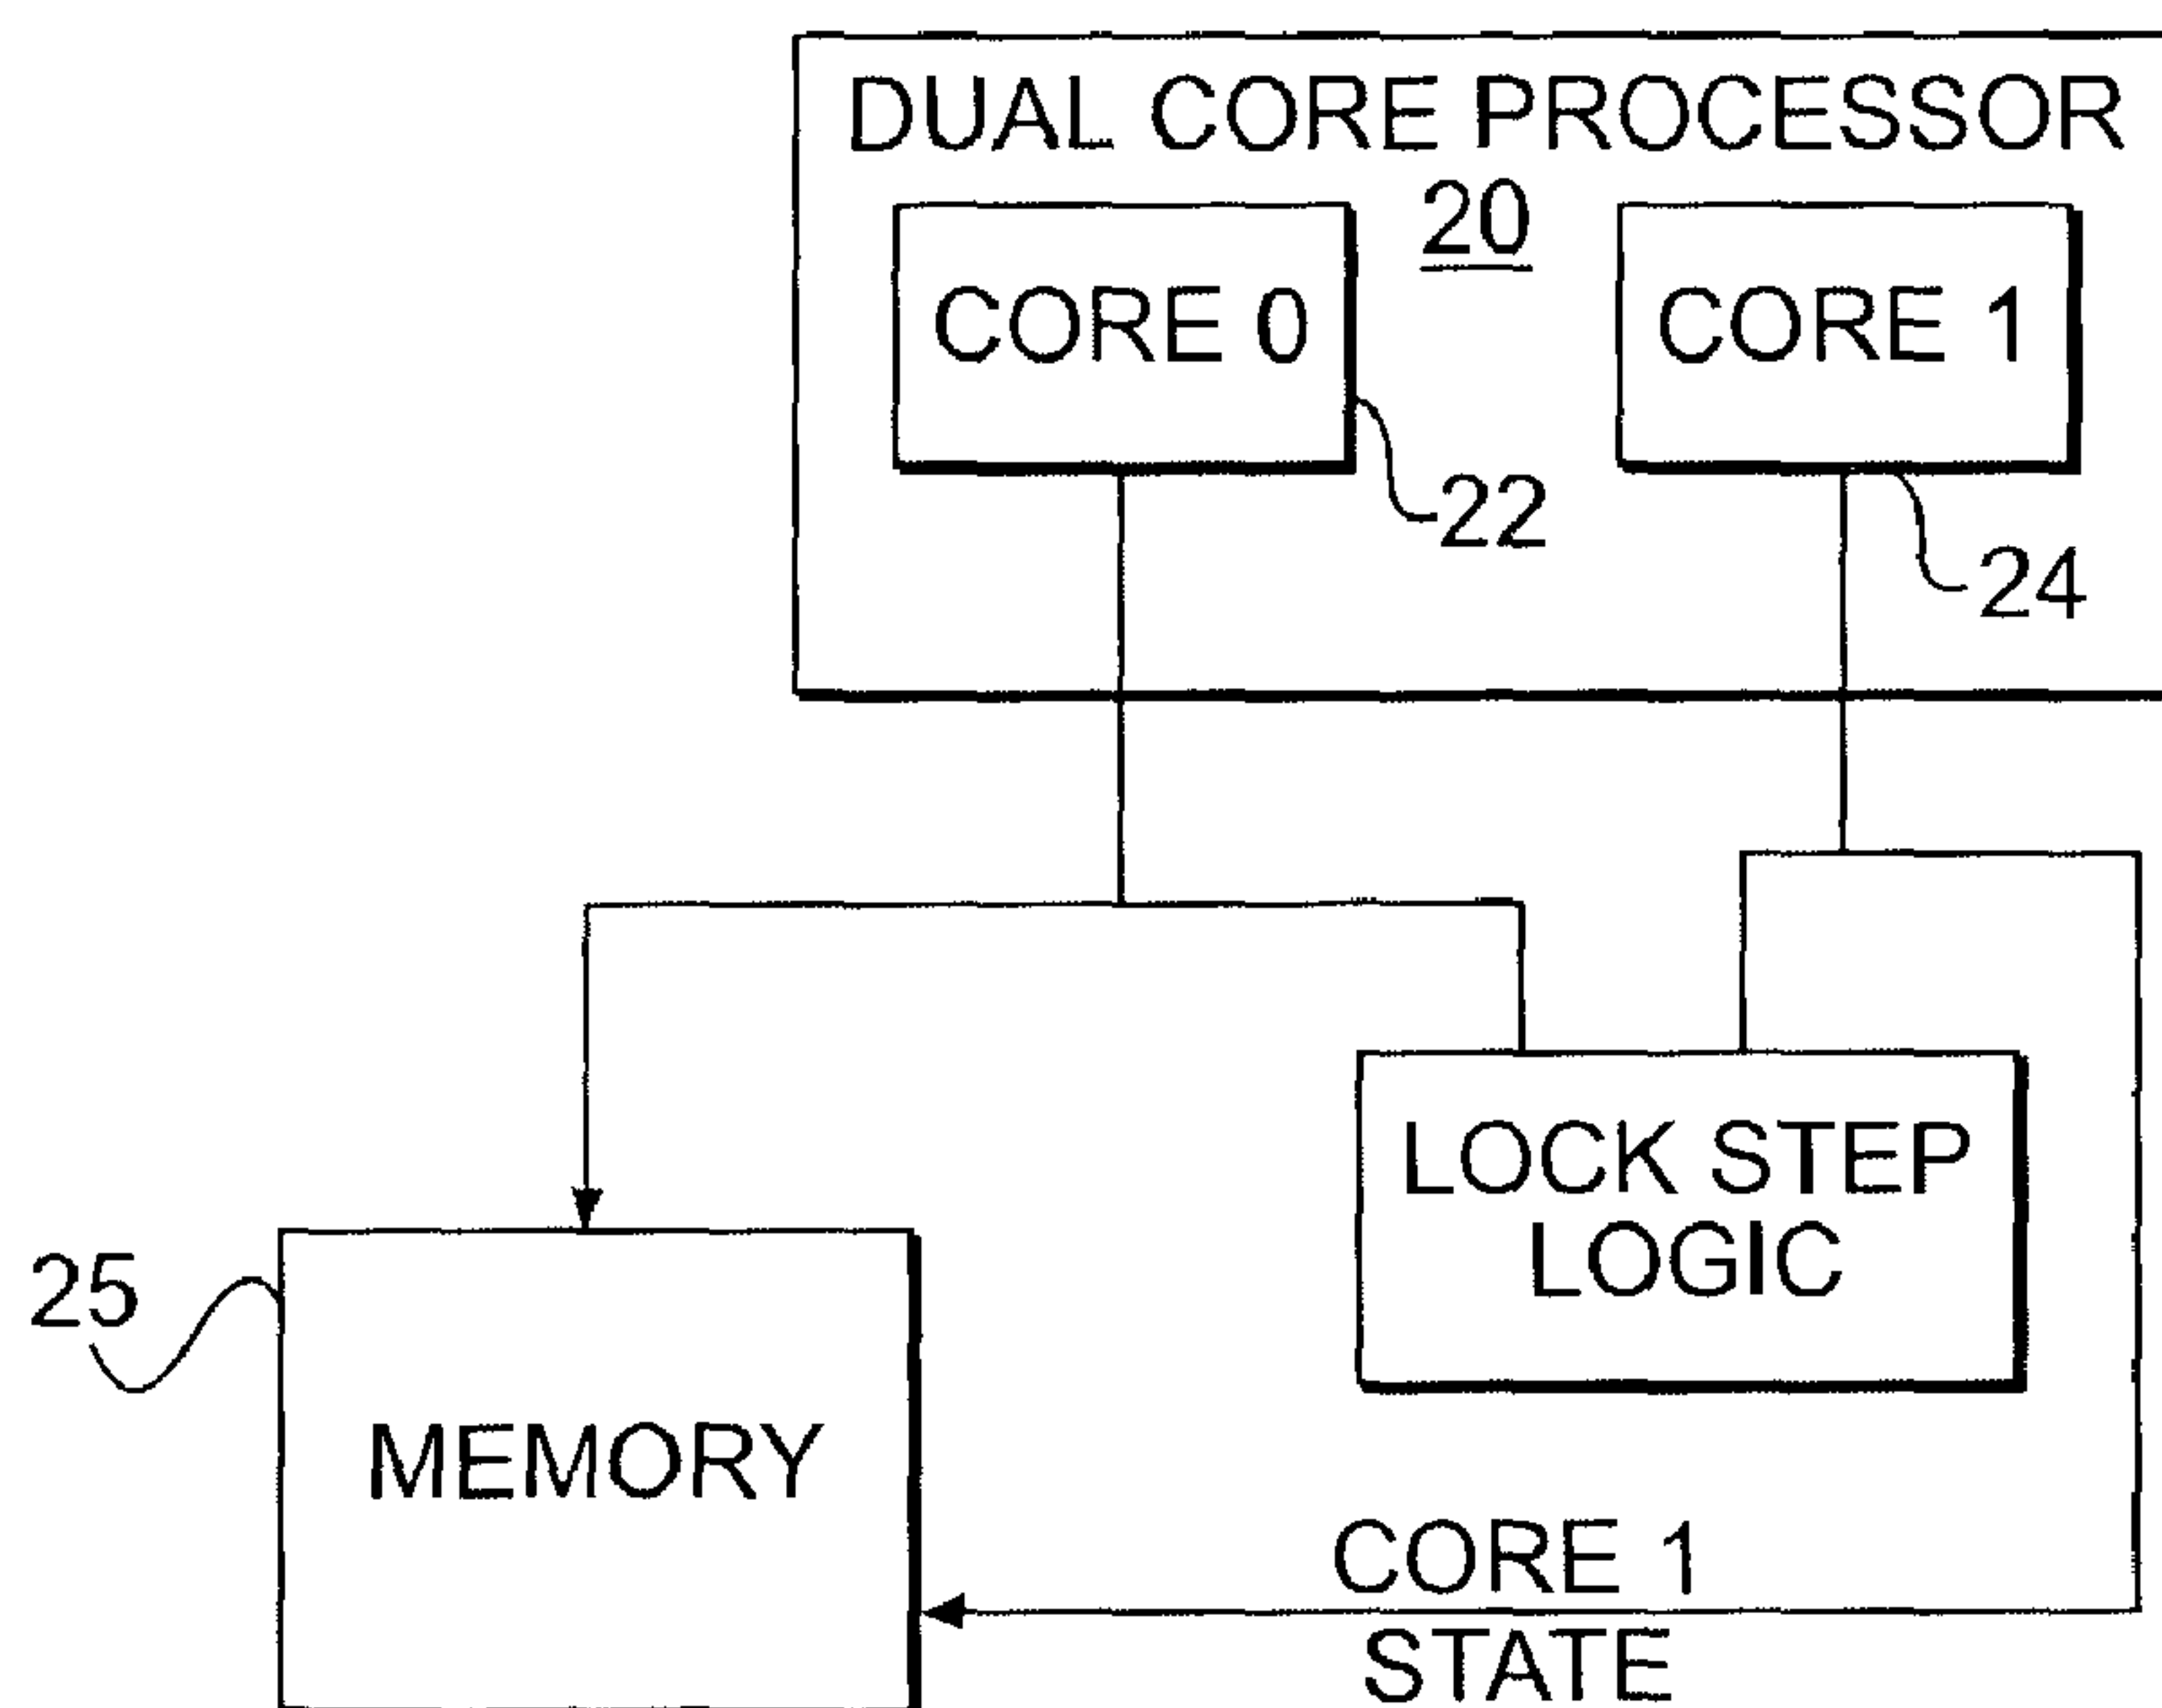 DUAL CORE PROCESSOR
20
CORE 0
CORE 1
22
24
LOCK STEP
LOGIC
25
MEMORY
CORE 1
STATE